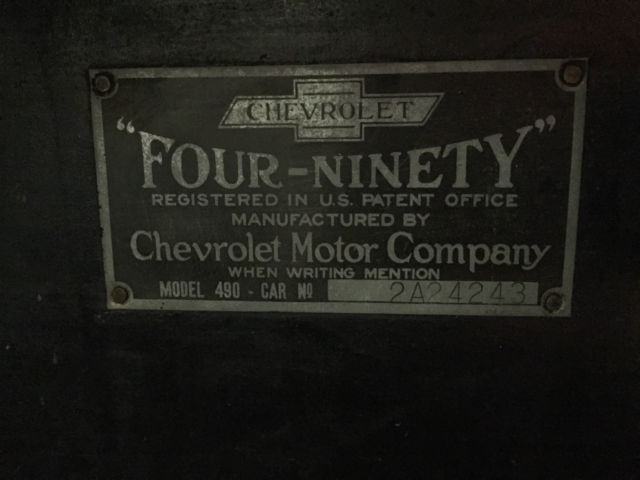 CHEVROLET
"FOUR-NINETY"
REGISTERED IN U.S. PATENT OFFICE
MANUFACTURED BY
Chevrolet Motor Company
WHEN WRITING MENTION
MODEL 490 - CAR Nº 2A24243